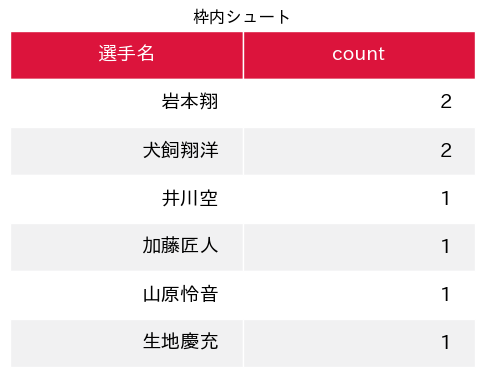 枠内シュート
選手名 count
岩本翔 2
犬飼翔洋 2
井川空 1
加藤匠人 1
山原怜音 1
生地慶充 1